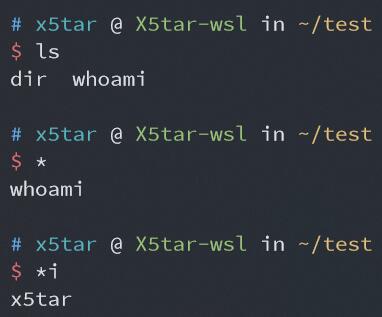 # x5tar @ X5tar-wsl in ~/test
$ ls
dir  whoami
# x5tar @ X5tar-wsl in ~/test
$ *
whoami
# x5tar @ X5tar-wsl in ~/test
$ *i
x5tar